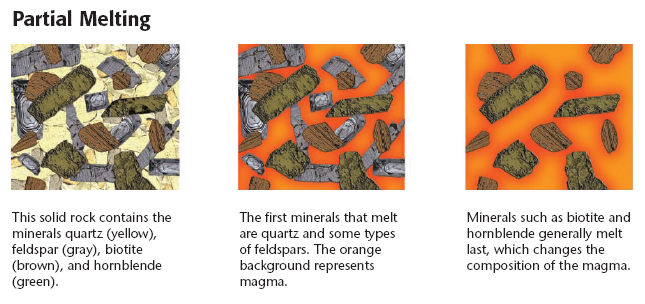 Partial Melting
This solid rock contains the
minerals quartz (yellow),
feldspar (gray), biotite
(brown), and hornblende
(green).
The first minerals that melt
are quartz and some types
of feldspars. The orange
background represents
magma.
Minerals such as biotite and
hornblende generally melt
last, which changes the
composition of the magma.